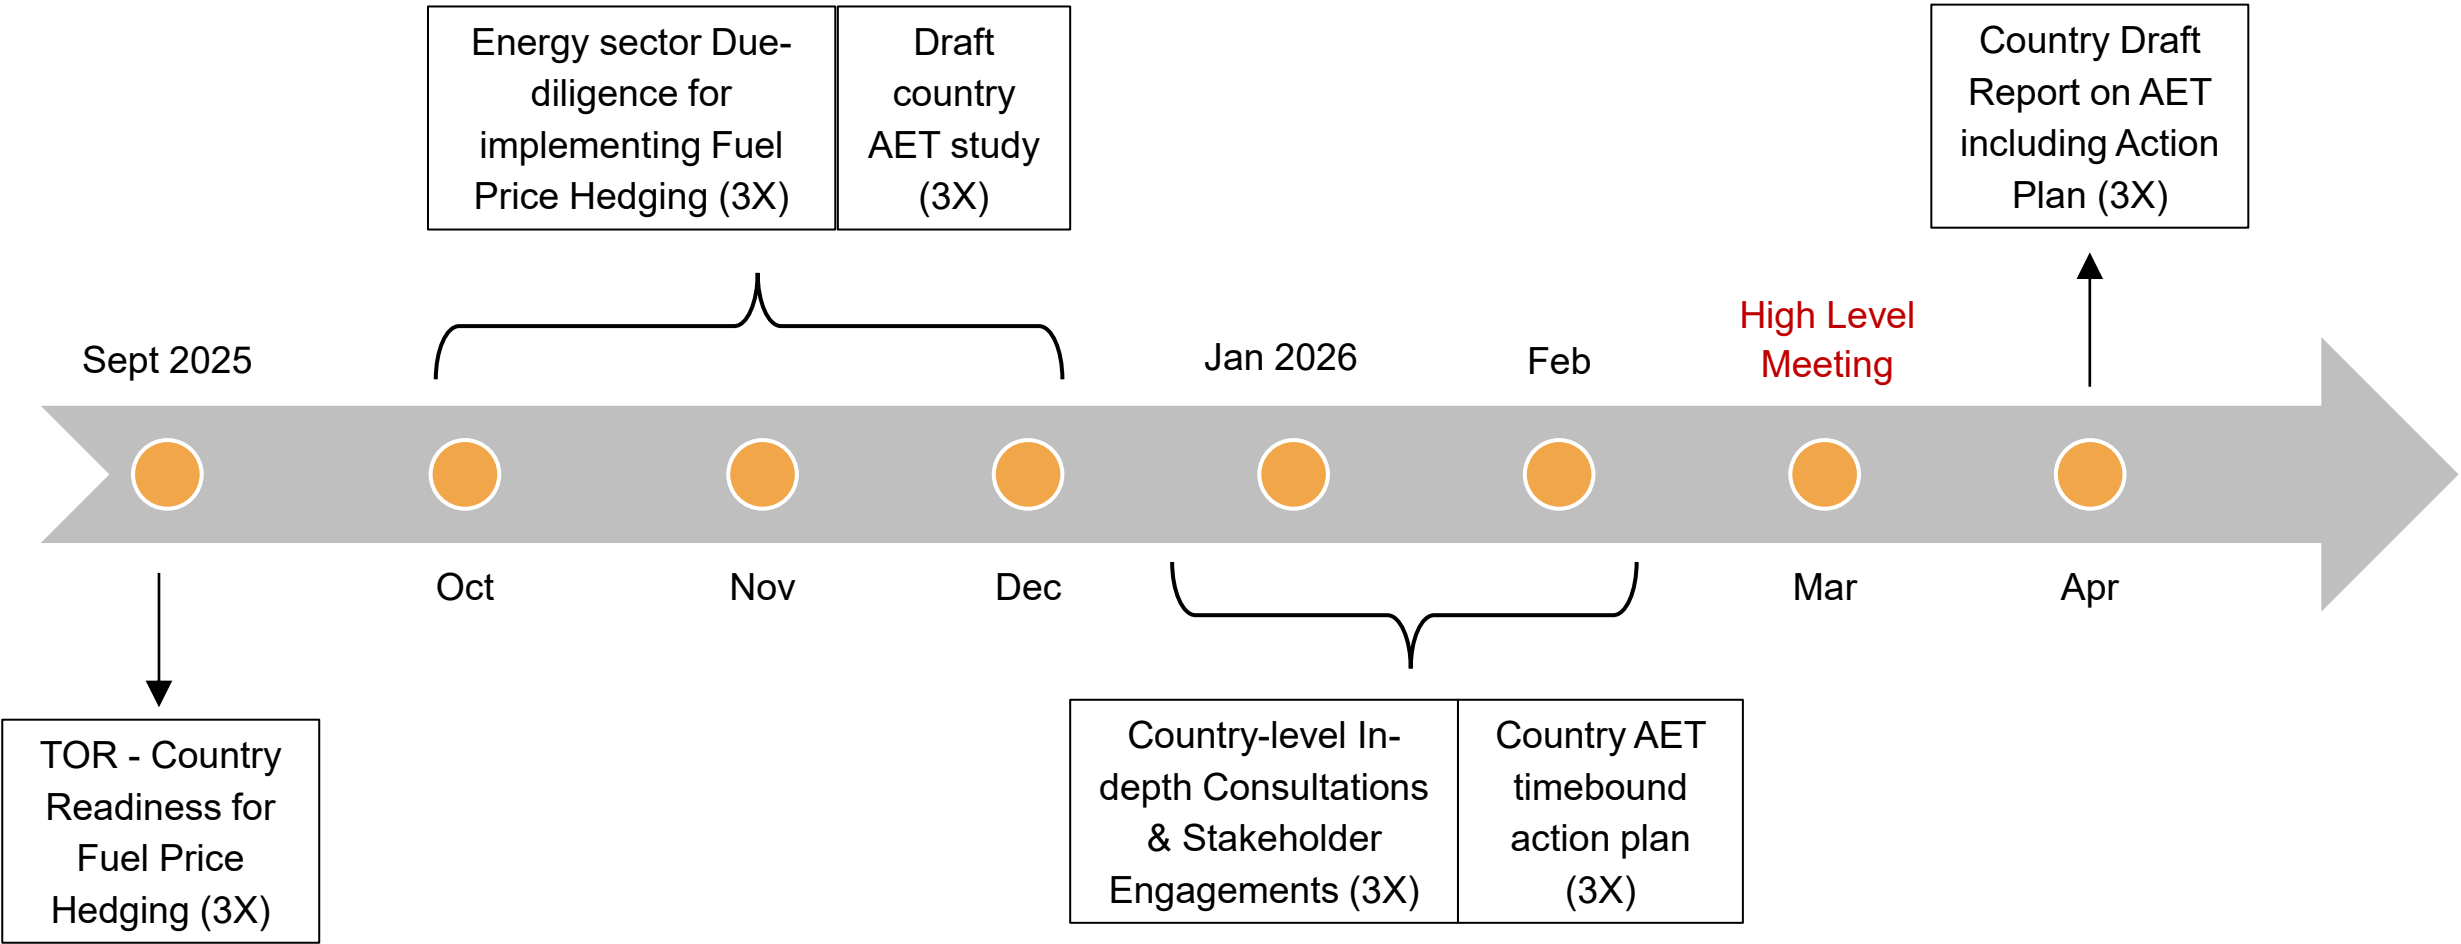 Energy sector Due-
diligence for
implementing Fuel
Price Hedging (3X)
Draft
country
AET study
(3X)
Country Draft
Report on AET
including Action
Plan (3X)
Sept 2025
Jan 2026
Feb
High Level
Meeting
Oct
Nov
Dec
Mar
Apr
TOR - Country
Readiness for
Fuel Price
Hedging (3X)
Country-level In-
depth Consultations
& Stakeholder
Engagements (3X)
Country AET
timebound
action plan
(3X)